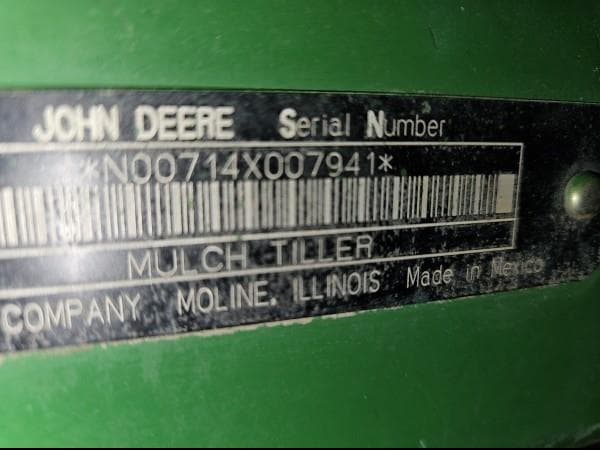 JOHN DEERE Serial Number
*N00714X007941*
MULCH TILLER
COMPANY MOLINE, ILLINOIS Made in Mexico